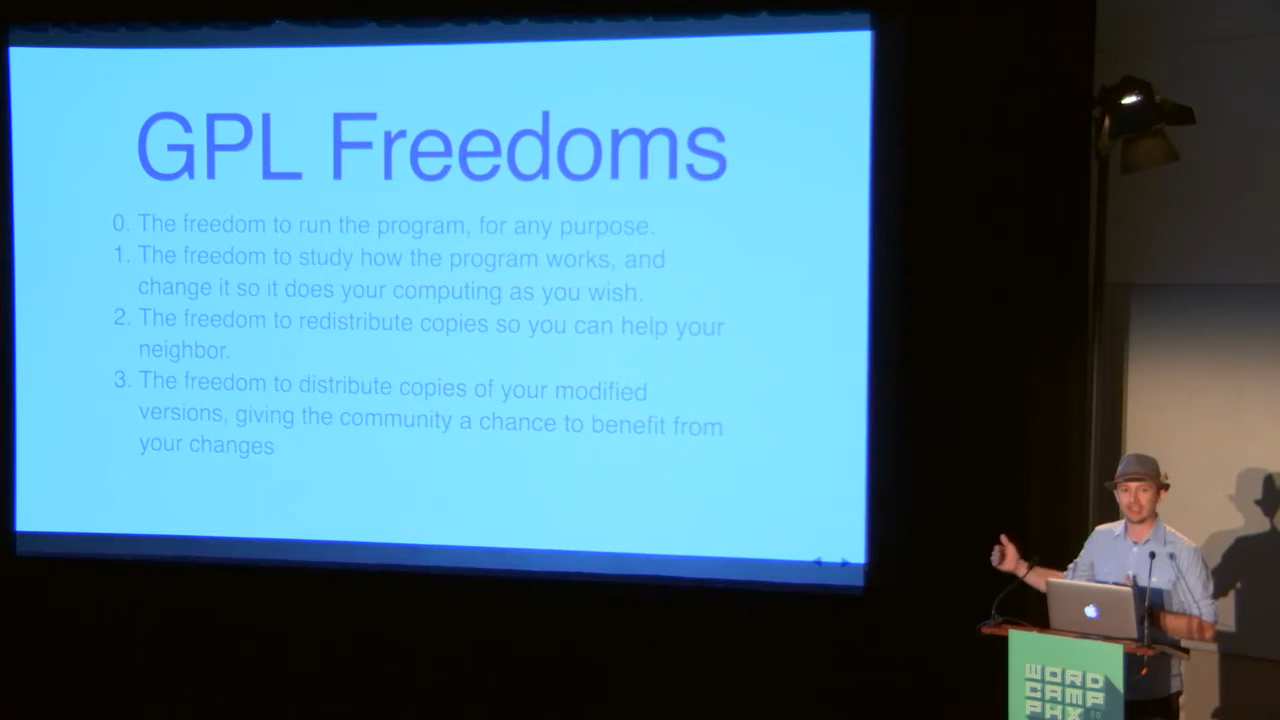 GPL Freedoms
0. The freedom to run the program, for any purpose.
1. The freedom to study how the program works, and
change it so it does your computing as you wish.
2. The freedom to redistribute copies so you can help your
neighbor.
3. The freedom to distribute copies of your modified
versions, giving the community a chance to benefit from
your changes
WORD
CAMP
PHX